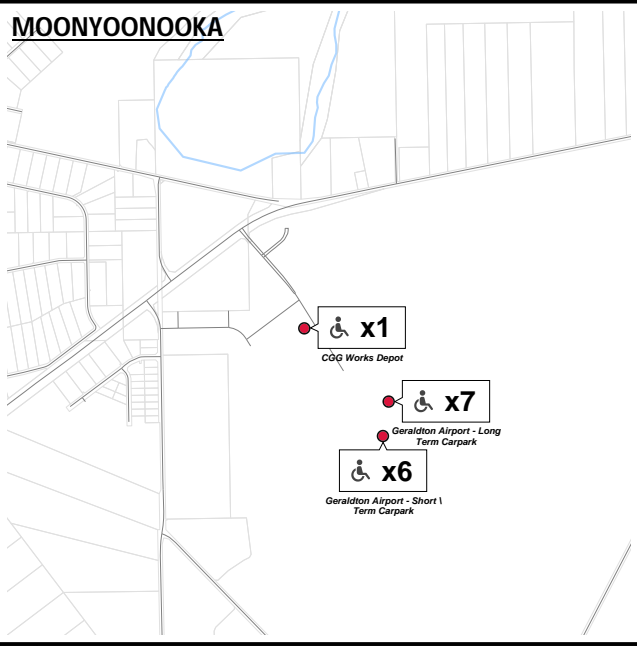 MOONYOONOOKA
x1
CGG Works Depot
x7
Geraldton Airport - Long
Term Carpark
x6
Geraldton Airport - Short \
Term Carpark